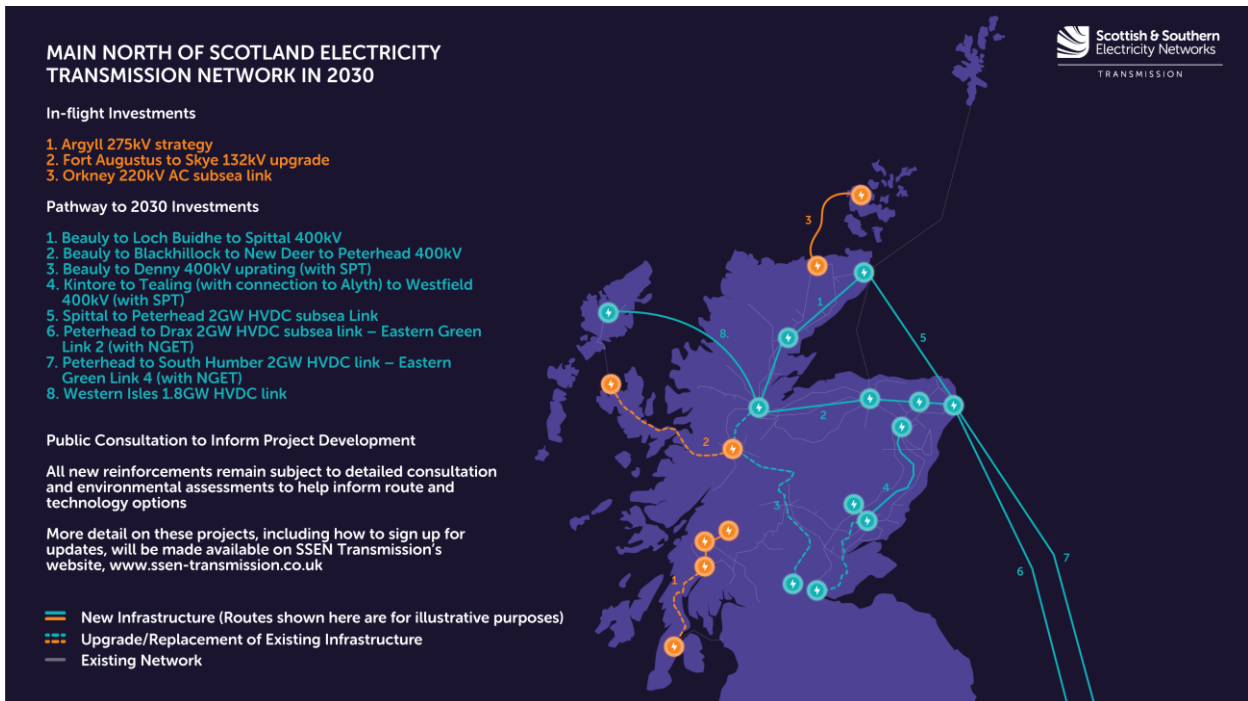 MAIN NORTH OF SCOTLAND ELECTRICITY
TRANSMISSION NETWORK IN 2030
In-flight Investments
1. Argyll 275kV strategy
2. Fort Augustus to Skye 132kV upgrade
3. Orkney 220kV AC subsea link
Pathway to 2030 Investments
1. Beauly to Loch Buidhe to Spittal 400kV
2. Beauly to Blackhillock to New Deer to Peterhead 400kV
3. Beauly to Denny 400kV uprating (with SPT)
4. Kintore to Tealing (with connection to Alyth) to Westfield
400kV (with SPT)
5. Spittal to Peterhead 2GW HVDC subsea Link
6. Peterhead to Drax 2GW HVDC subsea link – Eastern Green
Link 2 (with NGET)
7. Peterhead to South Humber 2GW HVDC link – Eastern
Green Link 4 (with NGET)
8. Western Isles 1.8GW HVDC link
Public Consultation to Inform Project Development
All new reinforcements remain subject to detailed consultation
and environmental assessments to help inform route and
technology options
More detail on these projects, including how to sign up for
updates, will be made available on SSEN Transmission's
website, www.ssen-transmission.co.uk
New Infrastructure (Routes shown here are for illustrative purposes)
Upgrade/Replacement of Existing Infrastructure
Existing Network
Scottish & Southern
Electricity Networks
TRANSMISSION
3
1
8.
5
2
2
4
3
1
7
6